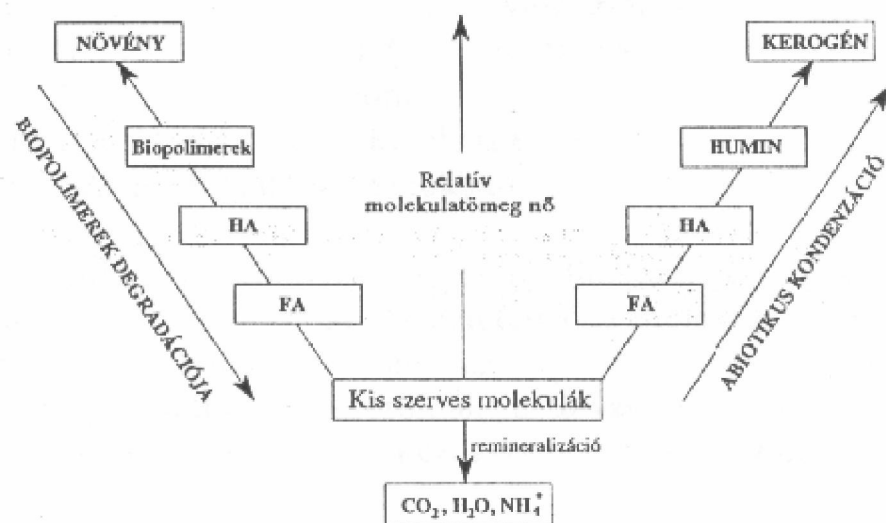 NÖVÉNY
KEROGÉN
Biopolimerek
HUMIN
Relatív
molekulatömeg nő
HA
HA
FA
FA
BIOPOLIMEREK DEGRADÁCIÓJA
ABIOTIKUS KONDENZÁCIÓ
Kis szerves molekulák
remineralizáció
CO₂, H₂O, NH₄⁺